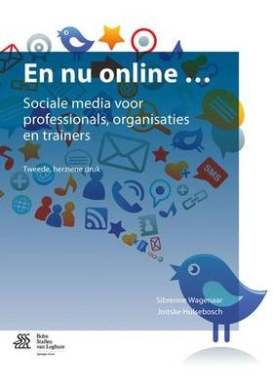 En nu online ...
Sociale media voor
professionals, organisaties
en trainers
Tweede, herziene druk
SMS
Sibrenne Wagenaar
Joitske Hulsebosch
Bohn
Stafleu
van Loghum